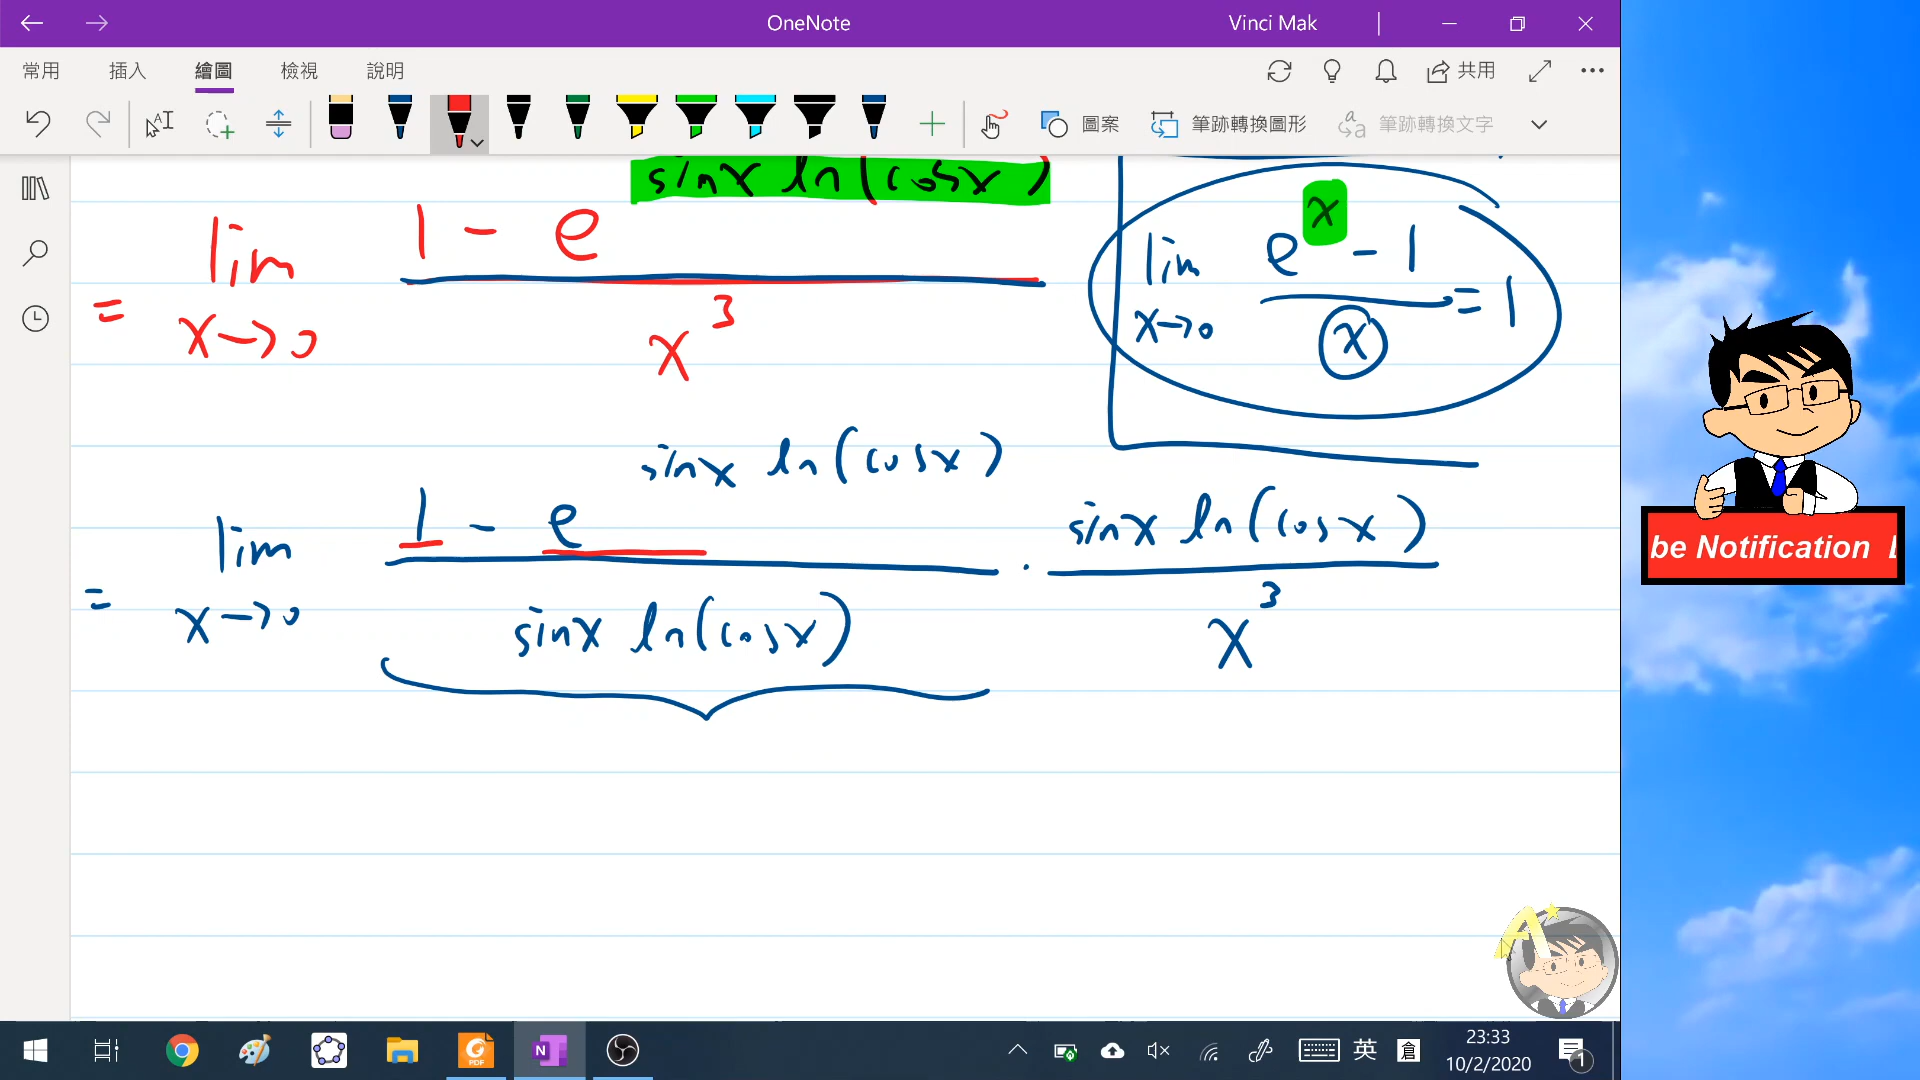 OneNote
Vinci Mak
常用 插入 繪圖 檢視 說明
共用
圖案 筆跡轉換圖形 筆跡轉換文字
sinx ln(cosx)
= lim x→0 1 - e
x³
lim x→0 e^x - 1
x
= 1
sinx ln(cosx)
= lim x→0 1 - e · sinx ln(cosx)
sinx ln(cosx) x³
be Notification
A
PDF
N
英
倉
23:33
10/2/2020
1